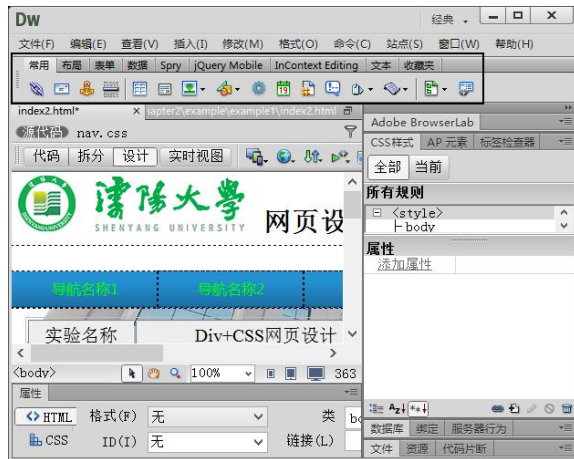 Dw 经典
文件(F) 编辑(E) 查看(V) 插入(I) 修改(M) 格式(O) 命令(C) 站点(S) 窗口(W) 帮助(H)
常用 布局 表单 数据 Spry jQuery Mobile InContext Editing 文本 收藏夹
index2.html* × apter2\example\example1\index2.html
源代码 nav.css
代码 拆分 设计 实时视图
沈阳大学
SHENYANG UNIVERSITY
网页设
导航名称1 导航名称2
实验名称 Div+CSS网页设计
<body> 100% 363
属性
<> HTML 格式(F) 无 类 bo
CSS ID(I) 无 链接(L)
Adobe BrowserLab
CSS样式 AP 元素 标签检查器
全部 当前
所有规则
<style>
body
属性
添加属性
数据库 绑定 服务器行为
文件 资源 代码片断